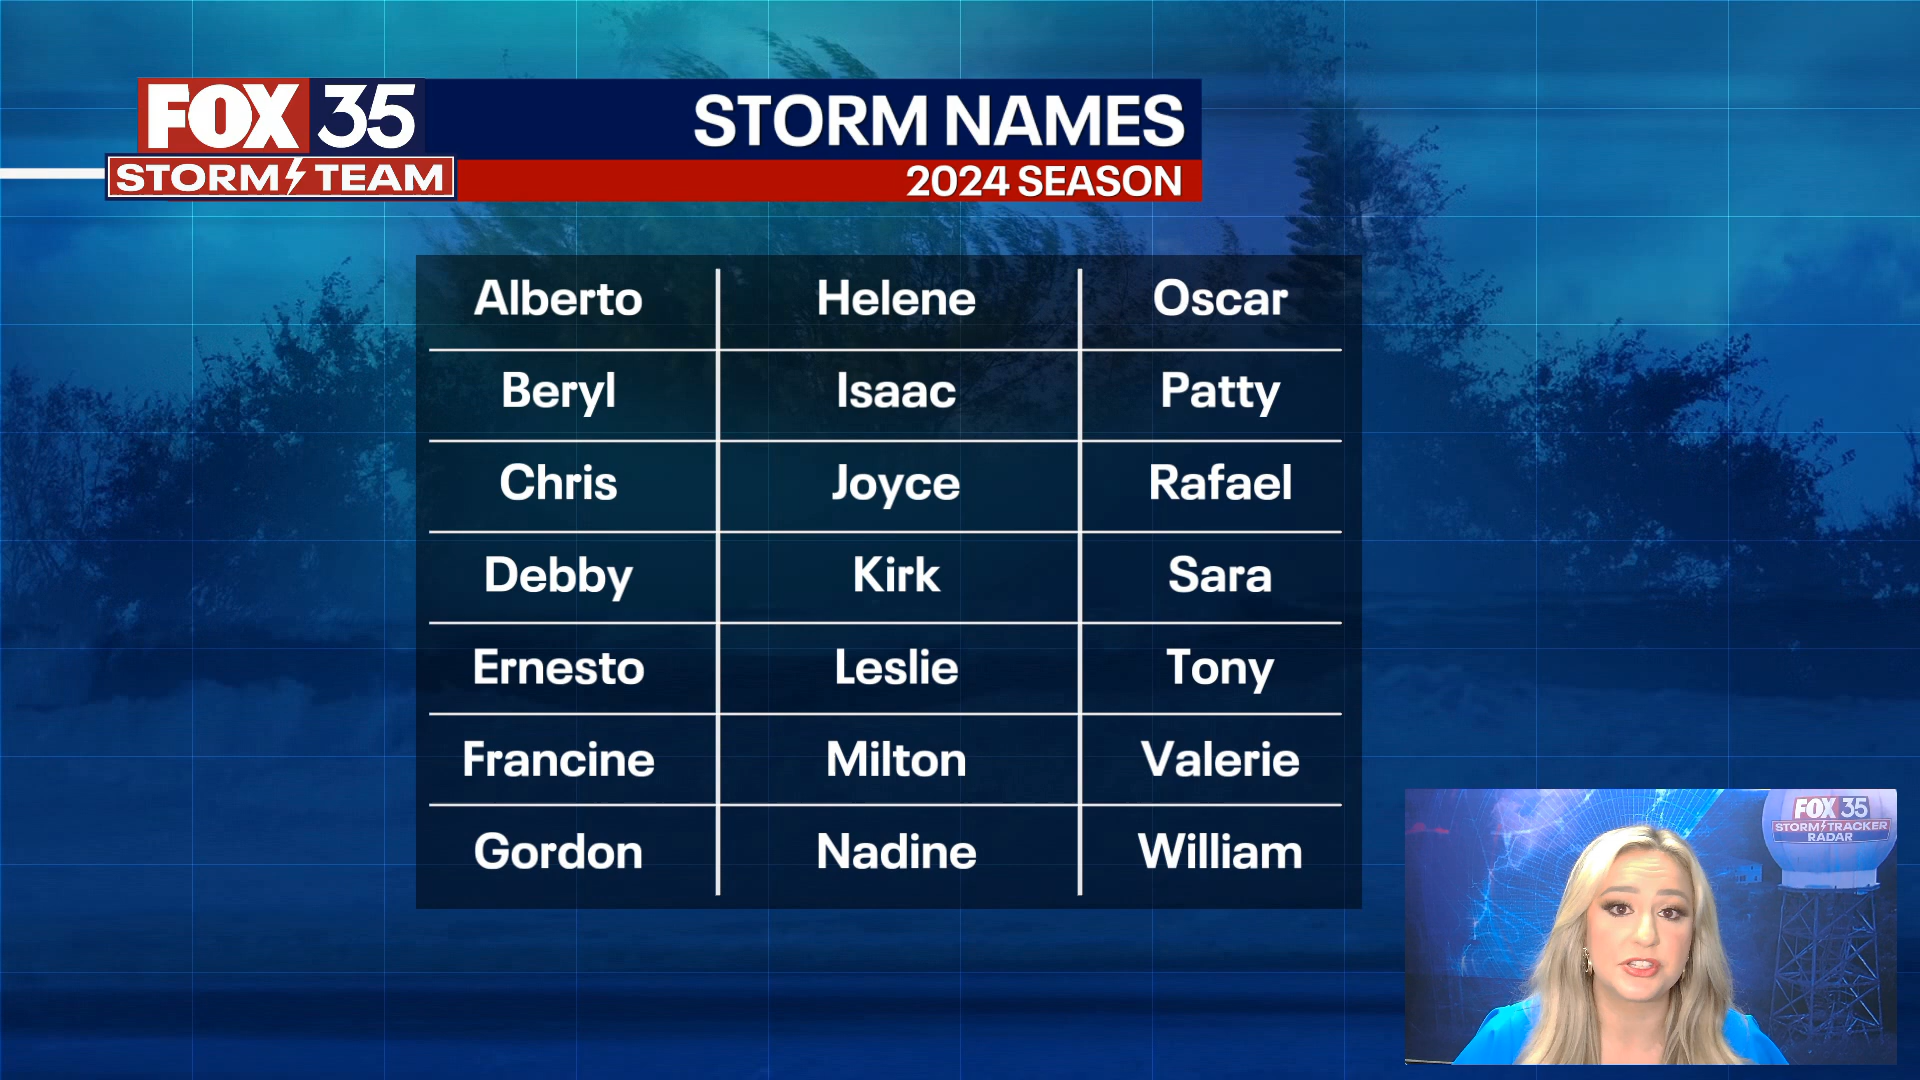 FOX 35
STORM TEAM
STORM NAMES
2024 SEASON
Alberto Helene Oscar
Beryl Isaac Patty
Chris Joyce Rafael
Debby Kirk Sara
Ernesto Leslie Tony
Francine Milton Valerie
Gordon Nadine William
FOX 35
STORM TRACKER
RADAR